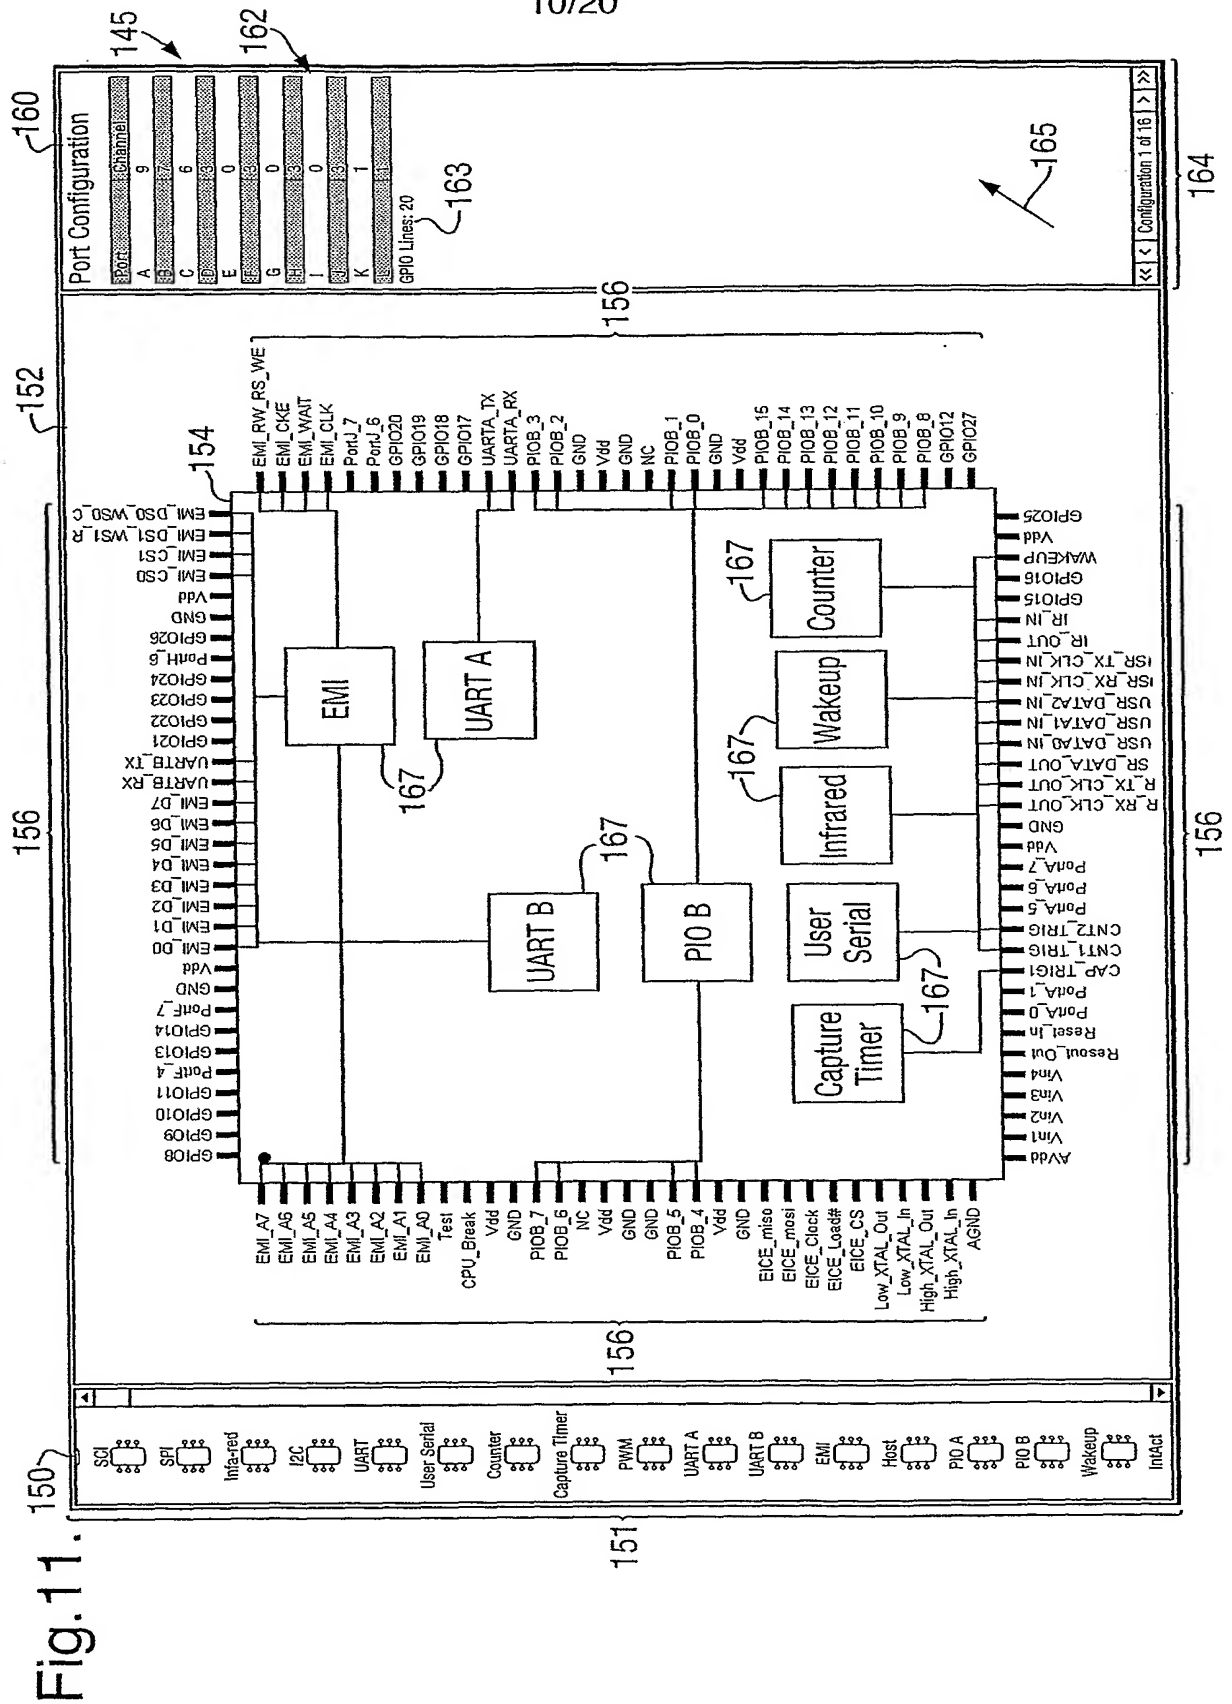 10/20
Fig.11.
150
151
SCI
SPI
Infa-red
I2C
UART
User Serial
Counter
Capture Timer
PWM
UART A
UART B
EMI
Host
PIO A
PIO B
Wakeup
IntAct
152
154
156
GPIO8
GPIO9
GPIO10
GPIO11
PortF_4
GPIO13
GPIO14
PortF_7
GND
Vdd
EMI_D0
EMI_D1
EMI_D2
EMI_D3
EMI_D4
EMI_D5
EMI_D6
EMI_D7
UARTB_RX
UARTB_TX
GPIO21
GPIO22
GPIO23
GPIO24
PortH_6
GPIO26
GND
Vdd
EMI_CS0
EMI_CS1
EMI_DS1_WS1_R
EMI_DS0_WS0_C
156
EMI_A7
EMI_A6
EMI_A5
EMI_A4
EMI_A3
EMI_A2
EMI_A1
EMI_A0
Test
CPU_Break
Vdd
GND
PIOB_7
PIOB_6
NC
Vdd
GND
GND
PIOB_5
PIOB_4
Vdd
GND
EICE_miso
EICE_mosi
EICE_Clock
EICE_Load#
EICE_CS
Low_XTAL_Out
Low_XTAL_In
High_XTAL_Out
High_XTAL_In
AGND
EMI
UART A
167
UART B
167
PIO B
Capture
Timer
User
Serial
167
Infrared
167
Wakeup
167
Counter
EMI_RW_RS_WE
EMI_CKE
EMI_WAIT
EMI_CLK
PortJ_7
PortJ_6
GPIO20
GPIO19
GPIO18
GPIO17
UARTA_TX
UARTA_RX
PIOB_3
PIOB_2
GND
Vdd
GND
NC
PIOB_1
PIOB_0
GND
Vdd
PIOB_15
PIOB_14
PIOB_13
PIOB_12
PIOB_11
PIOB_10
PIOB_9
PIOB_8
GPIO12
GPIO27
156
AVdd
Vin1
Vin2
Vin3
Vin4
Resout_Out
Reset_In
PortA_0
PortA_1
CAP_TRIG1
CNT1_TRIG
CNT2_TRIG
PortA_5
PortA_6
PortA_7
Vdd
GND
R_RX_CLK_OUT
R_TX_CLK_OUT
SR_DATA_OUT
USR_DATA0_IN
USR_DATA1_IN
USR_DATA2_IN
ISR_RX_CLK_IN
ISR_TX_CLK_IN
IR_OUT
IR_IN
GPIO15
GPIO16
WAKEUP
Vdd
GPIO25
156
160
145
162
Port Configuration
Port Channel
A 9
B 7
C 6
D 3
E 0
F 3
G 0
H 3
I 0
J 3
K 1
L 1
GPIO Lines: 20
163
165
<< < Configuration 1 of 16 > >>
164